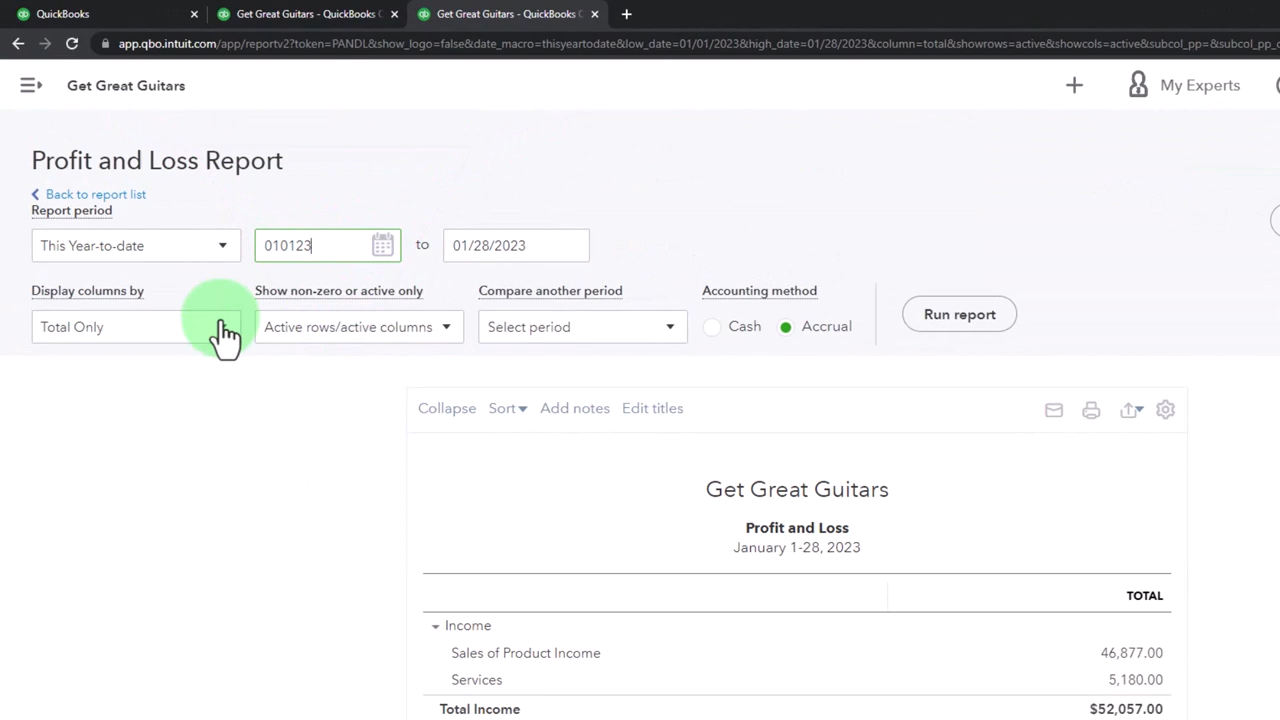 QuickBooks
Get Great Guitars - QuickBooks
Get Great Guitars - QuickBooks
app.qbo.intuit.com/app/reportv2?token=PANDL&show_logo=false&date_macro=thisyeartodate&low_date=01/01/2023&high_date=01/28/2023&column=total&showrows=active&showcols=active&subcol_pp=&subcol_pp_c
Get Great Guitars
My Experts
Profit and Loss Report
Back to report list
Report period
This Year-to-date 010123 to 01/28/2023
Display columns by Show non-zero or active only Compare another period Accounting method
Total Only Active rows/active columns Select period Cash Accrual Run report
Collapse Sort Add notes Edit titles
Get Great Guitars
Profit and Loss
January 1-28, 2023
TOTAL
Income
Sales of Product Income 46,877.00
Services 5,180.00
Total Income $52,057.00